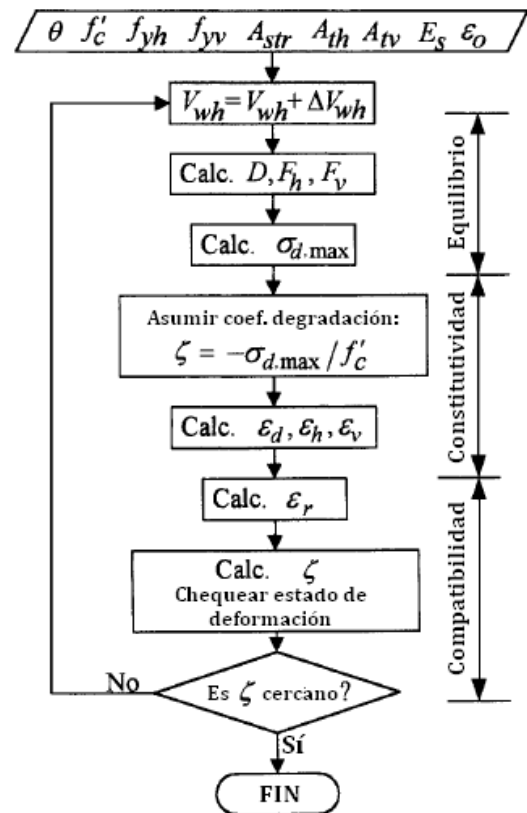 θ f'c fyh fyv Astr Ath Atv Es εo
Vwh=Vwh+ΔVwh
Calc. D, Fh, Fv
Calc. σd,max
Asumir coef. degradación:
ζ = −σd,max / f'c
Calc. εd, εh, εv
Calc. εr
Calc. ζ
Chequear estado de
deformación
Es ζ cercano?
No
Sí
FIN
Equilibrio
Constitutividad
Compatibilidad